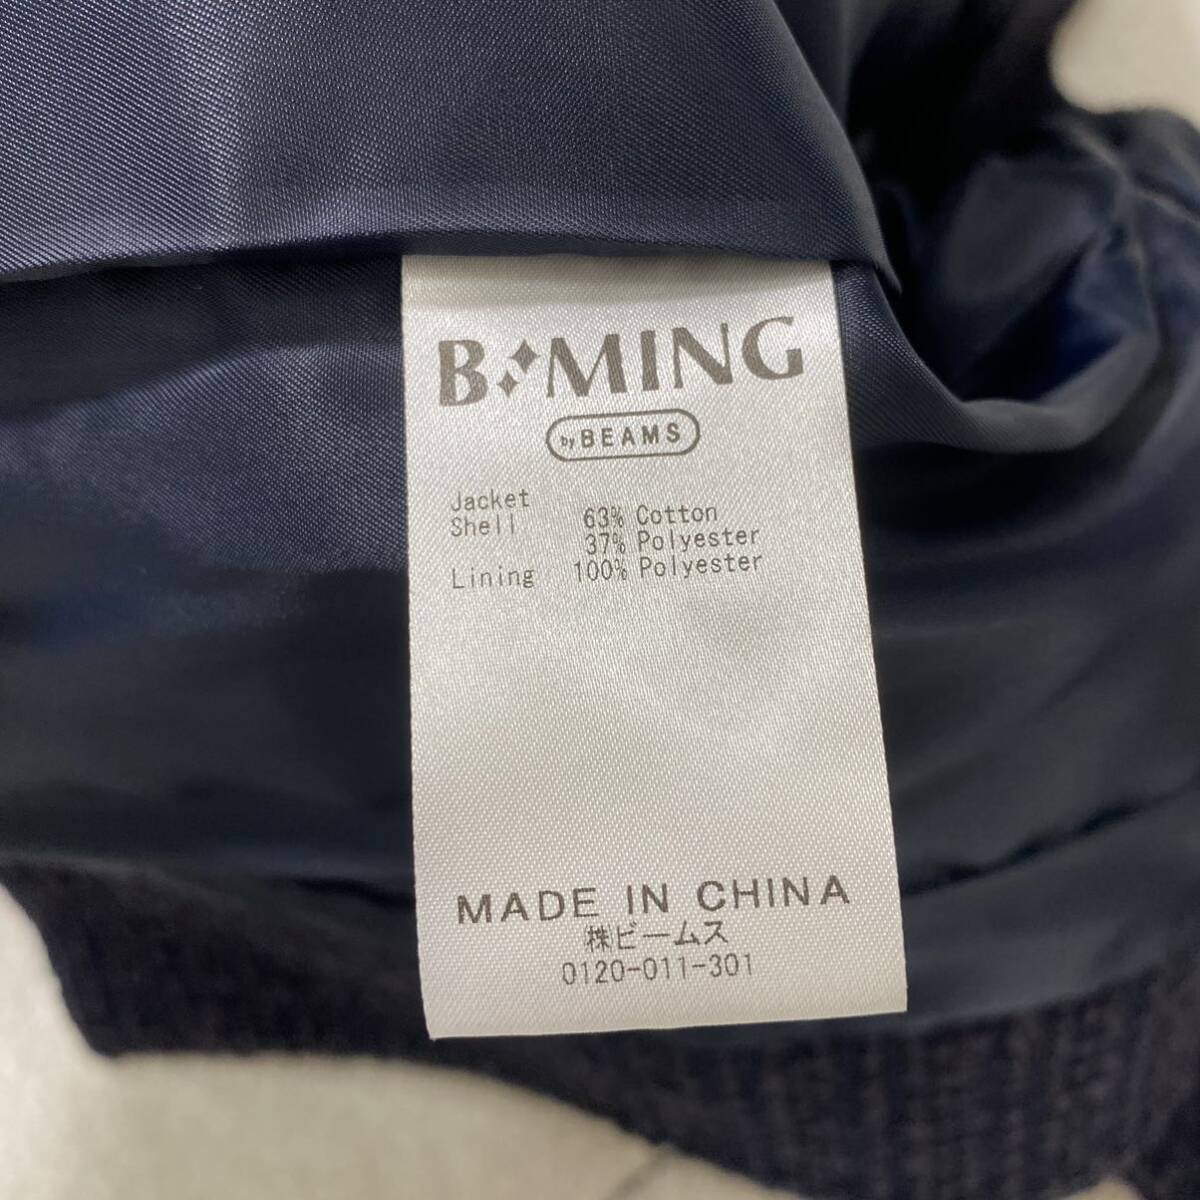 B:MING
by BEAMS
Jacket
Shell 63% Cotton
37% Polyester
Lining 100% Polyester
MADE IN CHINA
株ビームス
0120-011-301